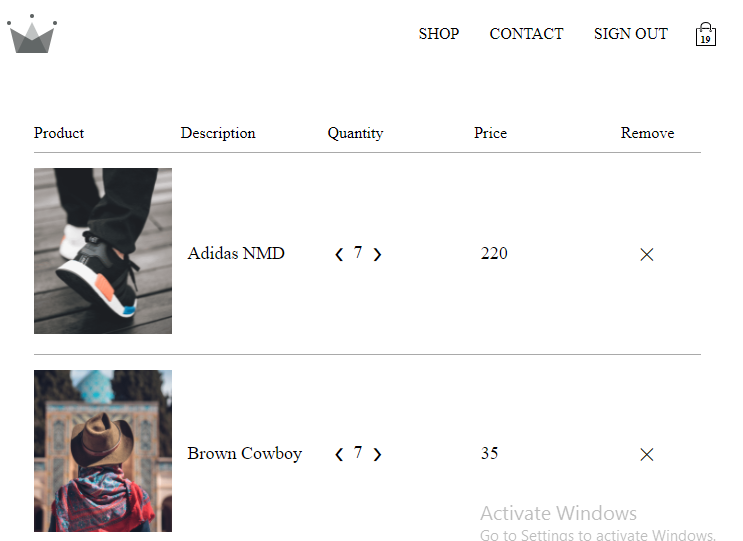 SHOP CONTACT SIGN OUT 19
Product Description Quantity Price Remove
Adidas NMD ❮ 7 ❯ 220 ✕
Brown Cowboy ❮ 7 ❯ 35 ✕
Activate Windows
Go to Settings to activate Windows.